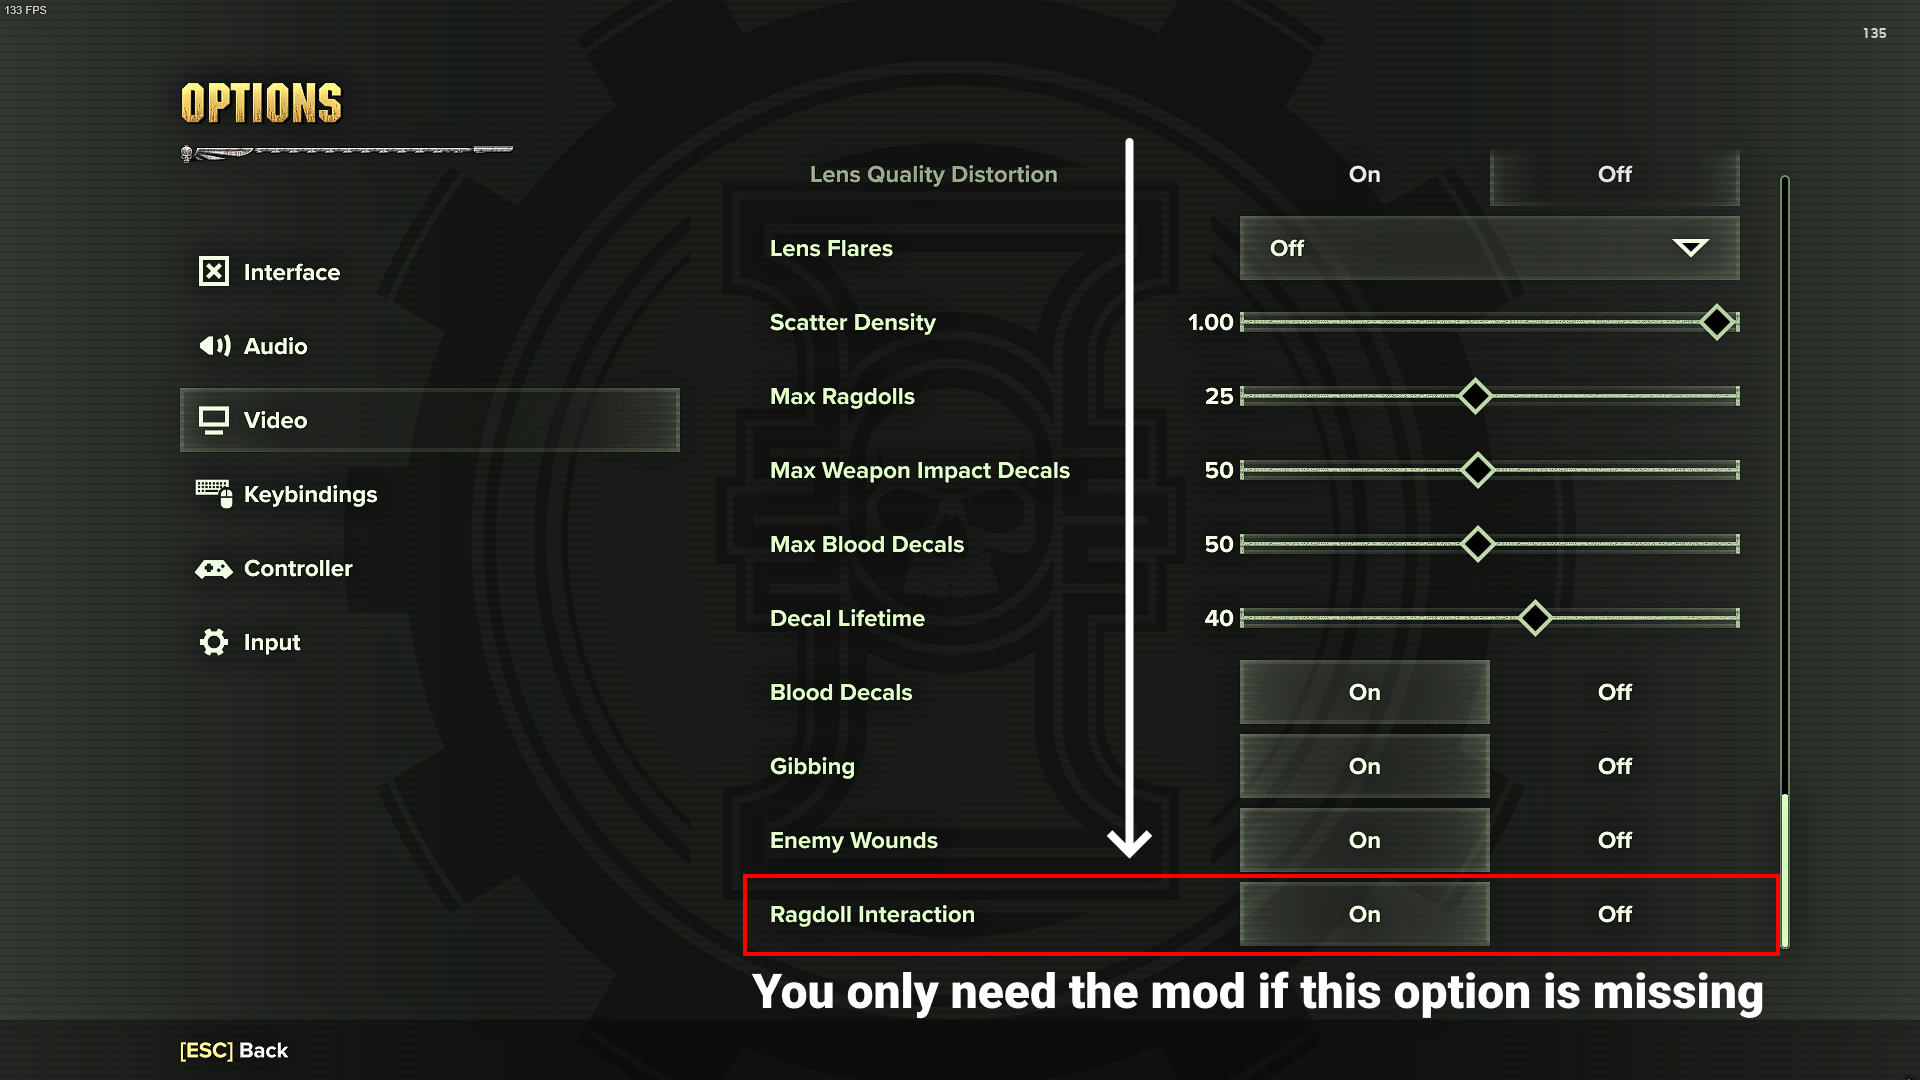 133 FPS
135
OPTIONS
Lens Quality Distortion On Off
Lens Flares Off
Interface
Scatter Density 1.00
Audio
Max Ragdolls 25
Video
Max Weapon Impact Decals 50
Keybindings
Max Blood Decals 50
Controller
Decal Lifetime 40
Input
Blood Decals On Off
Gibbing On Off
Enemy Wounds On Off
Ragdoll Interaction On Off
You only need the mod if this option is missing
[ESC] Back